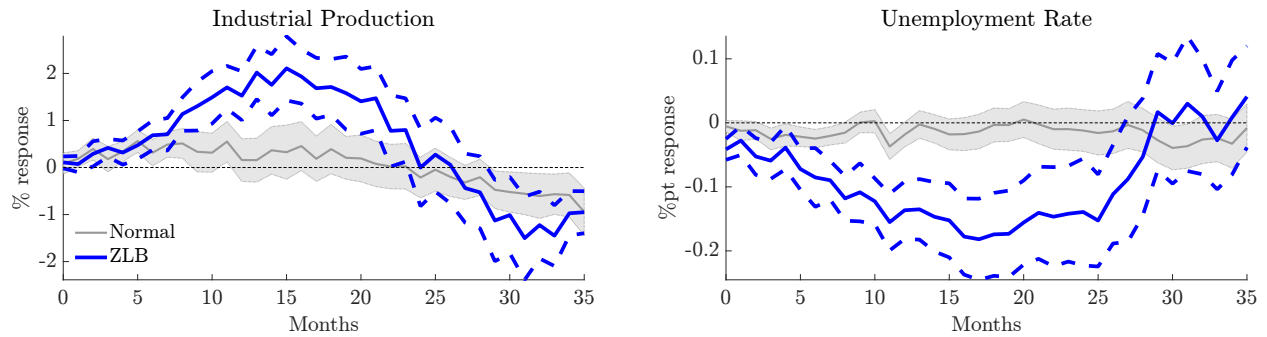 Industrial Production
% response
2
1
0
-1
-2
Normal
ZLB
0 5 10 15 20 25 30 35
Months
Unemployment Rate
%pt response
0.1
0
-0.1
-0.2
0 5 10 15 20 25 30 35
Months